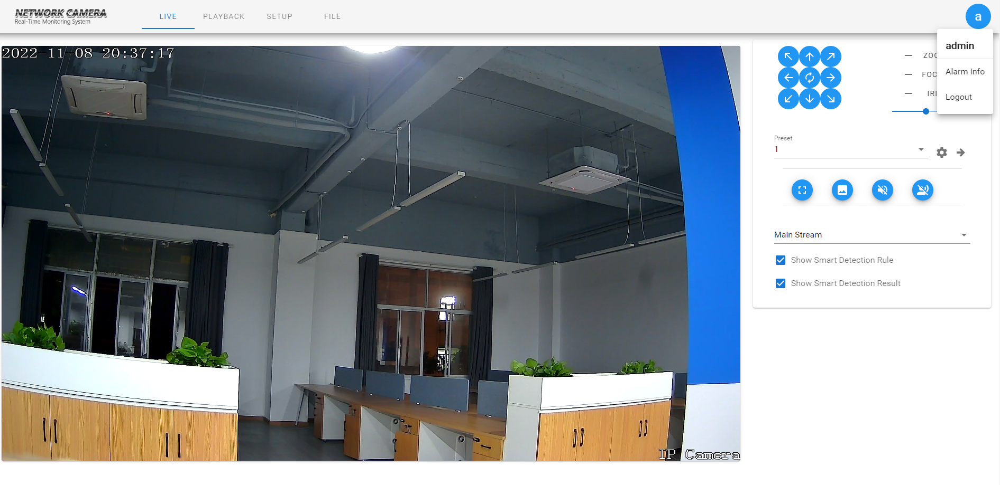 NETWORK CAMERA
Real-Time Monitoring System
LIVE
PLAYBACK
SETUP
FILE
a
admin
Alarm Info
Logout
2022-11-08 20:37:17
ZOO
FOC
IRI
Preset
1
Main Stream
Show Smart Detection Rule
Show Smart Detection Result
IP Camera